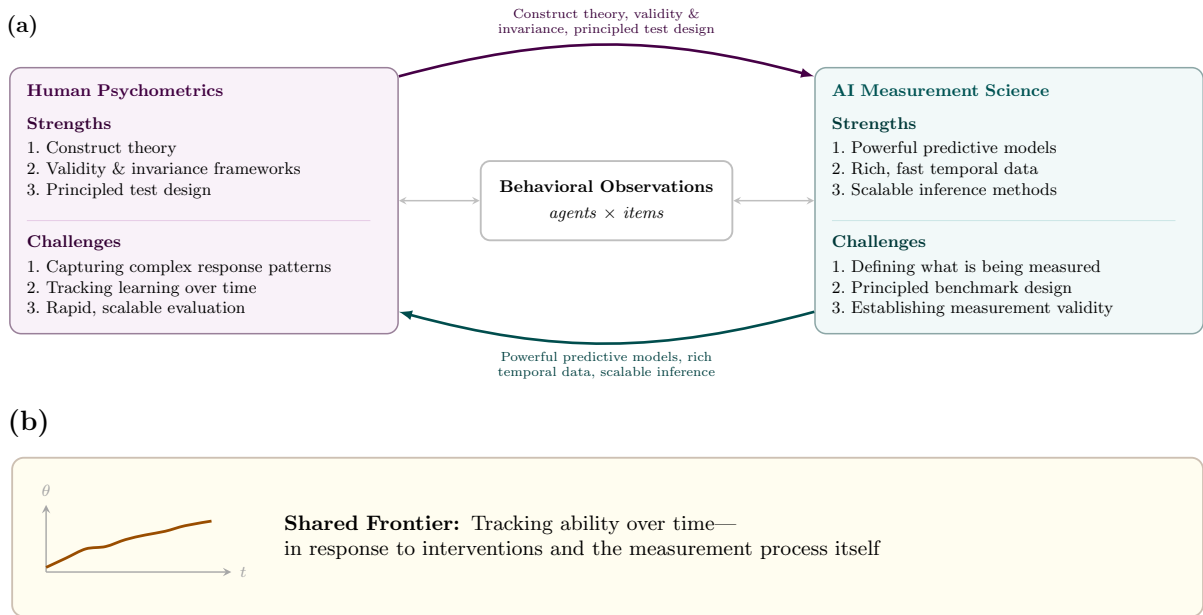 (a)
Construct theory, validity &
invariance, principled test design
Human Psychometrics
Strengths
1. Construct theory
2. Validity & invariance frameworks
3. Principled test design
Challenges
1. Capturing complex response patterns
2. Tracking learning over time
3. Rapid, scalable evaluation
Behavioral Observations
agents × items
AI Measurement Science
Strengths
1. Powerful predictive models
2. Rich, fast temporal data
3. Scalable inference methods
Challenges
1. Defining what is being measured
2. Principled benchmark design
3. Establishing measurement validity
Powerful predictive models, rich
temporal data, scalable inference
(b)
θ
t
Shared Frontier: Tracking ability over time—
in response to interventions and the measurement process itself